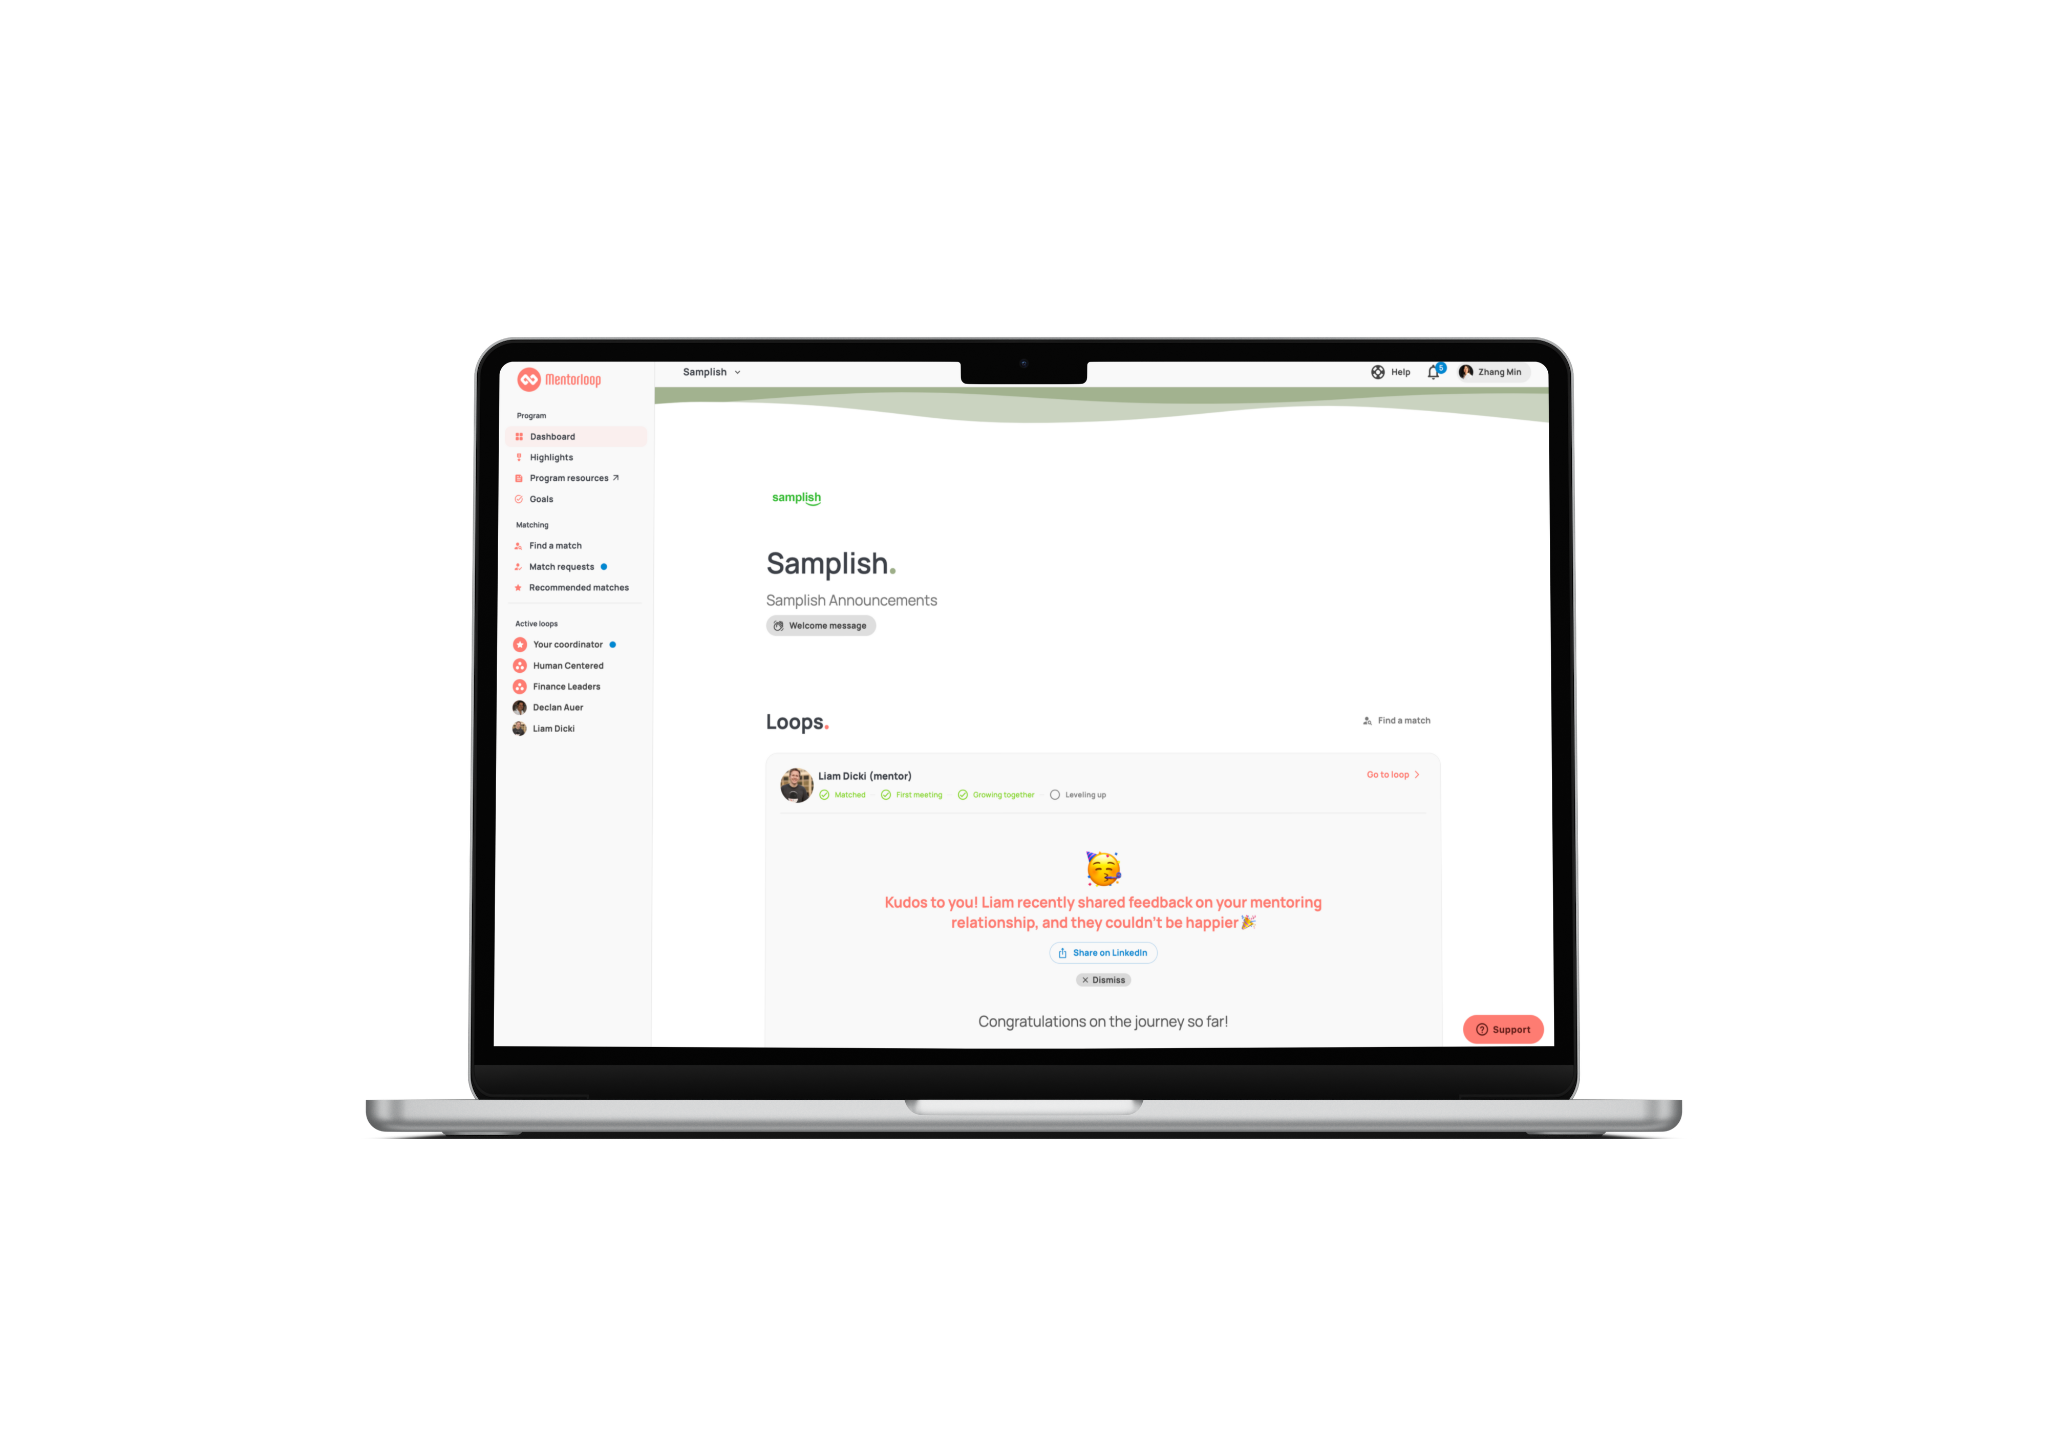 Mentorloop
Samplish
Help
5
Zhang Min
Program
Dashboard
Highlights
Program resources
Goals
Matching
Find a match
Match requests
Recommended matches
Active loops
Your coordinator
Human Centered
Finance Leaders
Declan Auer
Liam Dicki
samplish
Samplish.
Samplish Announcements
Welcome message
Loops.
Find a match
Liam Dicki (mentor)
Go to loop
Matched
First meeting
Growing together
Leveling up
Kudos to you! Liam recently shared feedback on your mentoring
relationship, and they couldn't be happier 🎉
Share on LinkedIn
Dismiss
Congratulations on the journey so far!
Support